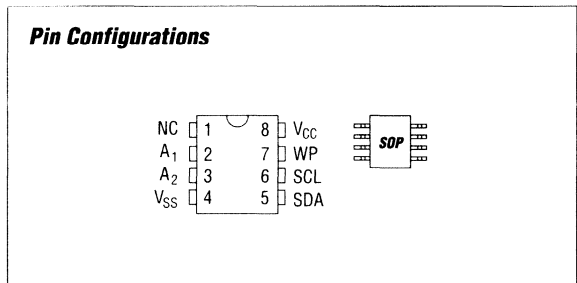 Pin Configurations
NC 1 8 VCC
A1 2 7 WP
A2 3 6 SCL
VSS 4 5 SDA
SOP